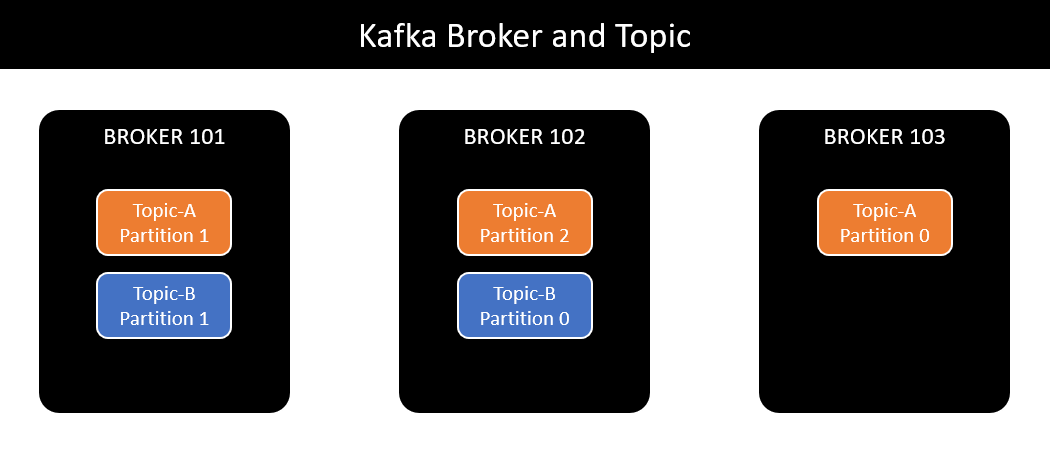 Kafka Broker and Topic
BROKER 101
Topic-A
Partition 1
Topic-B
Partition 1
BROKER 102
Topic-A
Partition 2
Topic-B
Partition 0
BROKER 103
Topic-A
Partition 0